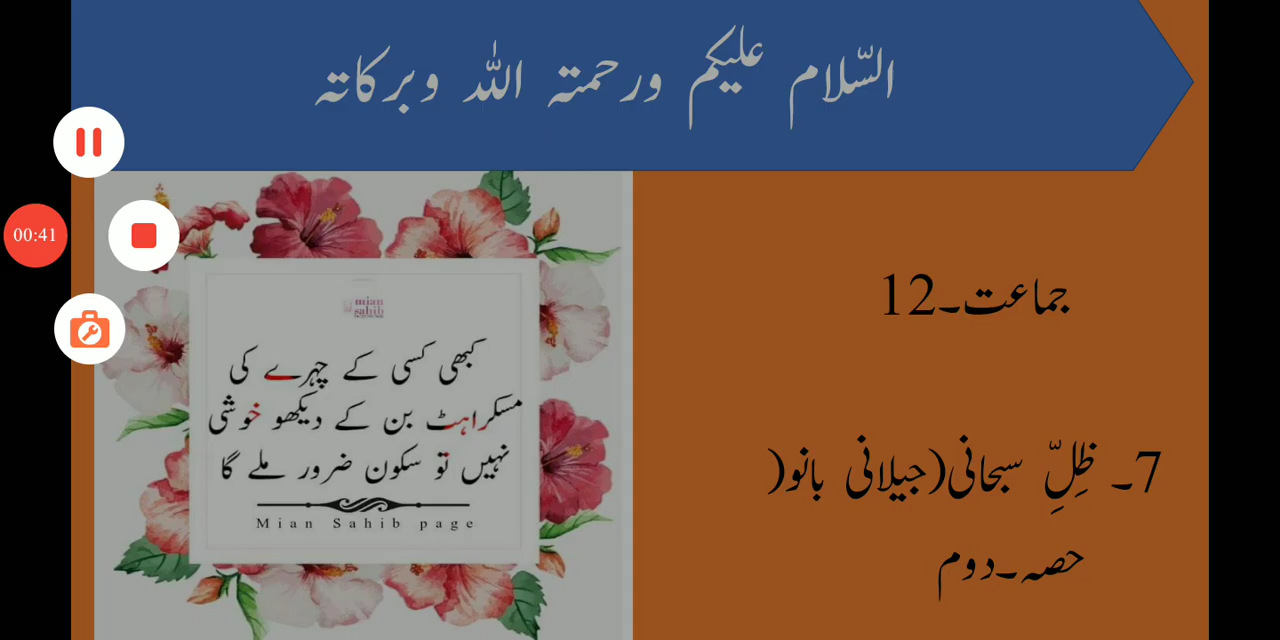 السّلام علیکم ورحمتہ اللہ وبرکاتہ
00:41
mian
sahib
کبھی کسی کے چہرے کی
مسکراہٹ بن کے دیکھو خوشی
نہیں تو سکون ضرور ملے گا
Mian Sahib page
جماعت۔12
7۔ ظِلِّ سبحانی(جیلانی بانو(
حصہ۔دوم